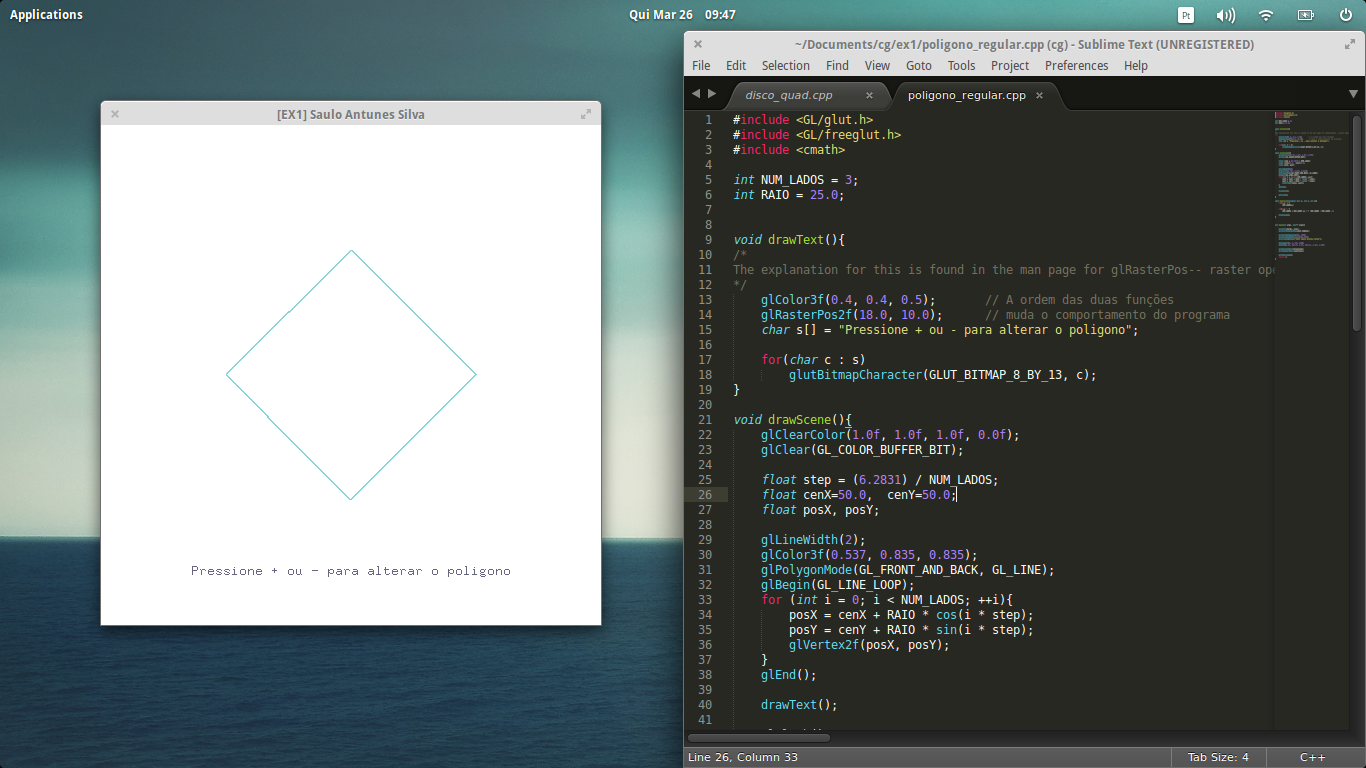 Applications
Qui Mar 26 09:47
Pt
[EX1] Saulo Antunes Silva
Pressione + ou - para alterar o poligono
~/Documents/cg/ex1/poligono_regular.cpp (cg) - Sublime Text (UNREGISTERED)
File Edit Selection Find View Goto Tools Project Preferences Help
disco_quad.cpp × poligono_regular.cpp ×
1 #include <GL/glut.h>
2 #include <GL/freeglut.h>
3 #include <cmath>
4
5 int NUM_LADOS = 3;
6 int RAIO = 25.0;
7
8
9 void drawText(){
10 /*
11 The explanation for this is found in the man page for glRasterPos-- raster
12 */
13 glColor3f(0.4, 0.4, 0.5); // A ordem das duas funções
14 glRasterPos2f(18.0, 10.0); // muda o comportamento do programa
15 char s[] = "Pressione + ou - para alterar o poligono";
16
17 for(char c : s)
18 glutBitmapCharacter(GLUT_BITMAP_8_BY_13, c);
19 }
20
21 void drawScene(){
22 glClearColor(1.0f, 1.0f, 1.0f, 0.0f);
23 glClear(GL_COLOR_BUFFER_BIT);
24
25 float step = (6.2831) / NUM_LADOS;
26 float cenX=50.0, cenY=50.0;
27 float posX, posY;
28
29 glLineWidth(2);
30 glColor3f(0.537, 0.835, 0.835);
31 glPolygonMode(GL_FRONT_AND_BACK, GL_LINE);
32 glBegin(GL_LINE_LOOP);
33 for (int i = 0; i < NUM_LADOS; ++i){
34 posX = cenX + RAIO * cos(i * step);
35 posY = cenY + RAIO * sin(i * step);
36 glVertex2f(posX, posY);
37 }
38 glEnd();
39
40 drawText();
41
Line 26, Column 33
Tab Size: 4
C++